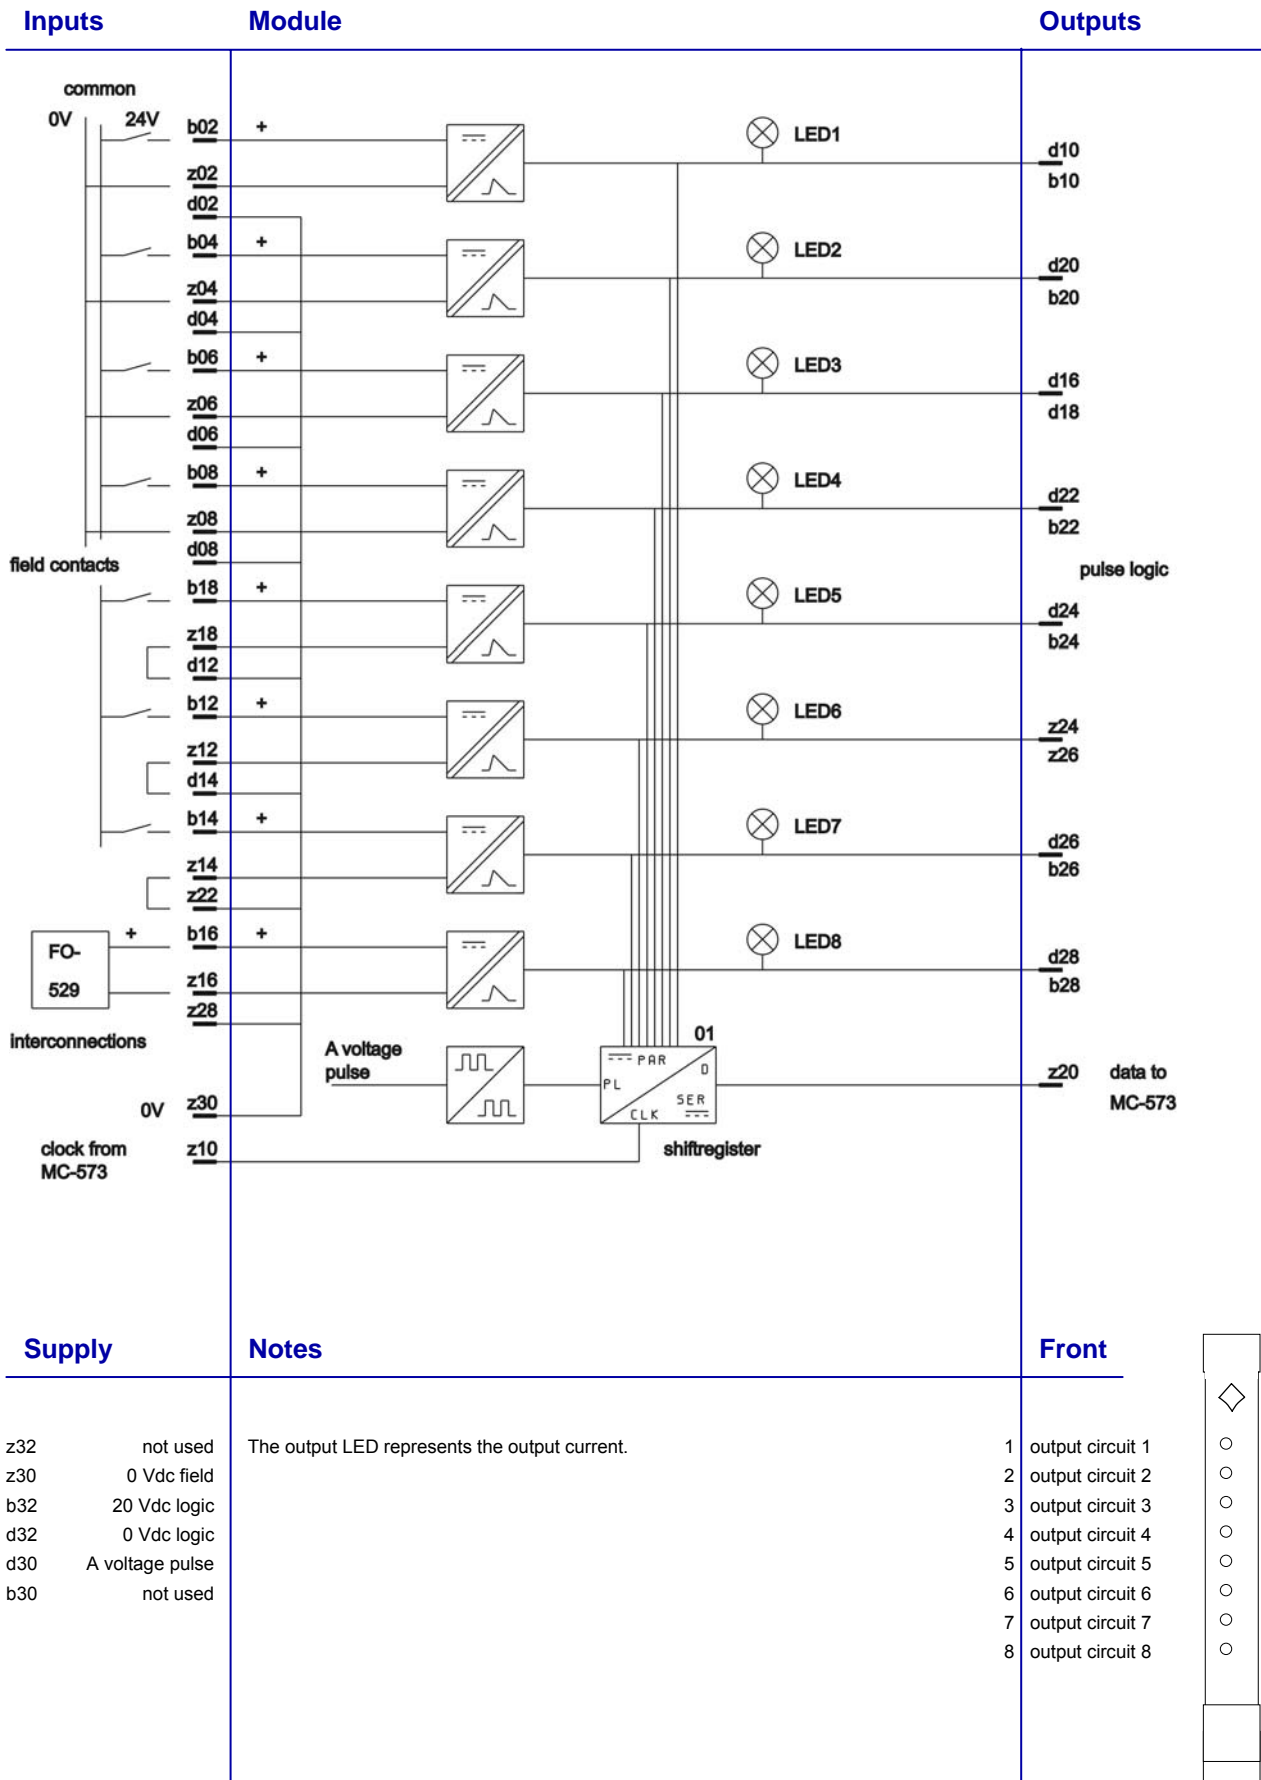 Inputs Module Outputs
common
0V 24V
b02 + LED1 d10
z02 b10
d02
b04 + LED2 d20
z04 b20
d04
b06 + LED3 d16
z06 d18
d06
b08 + LED4 d22
z08 b22
d08
field contacts pulse logic
b18 + LED5 d24
z18 b24
d12
b12 + LED6 z24
z12 z26
d14
b14 + LED7 d26
z14 b26
z22
FO-529 + b16 + LED8 d28
z16 b28
z28
interconnections
A voltage pulse
01
PAR D
PL SER
CLK
shiftregister
z20 data to MC-573
0V z30
clock from MC-573 z10
Supply Notes Front
z32 not used The output LED represents the output current. 1 output circuit 1
z30 0 Vdc field 2 output circuit 2
b32 20 Vdc logic 3 output circuit 3
d32 0 Vdc logic 4 output circuit 4
d30 A voltage pulse 5 output circuit 5
b30 not used 6 output circuit 6
7 output circuit 7
8 output circuit 8